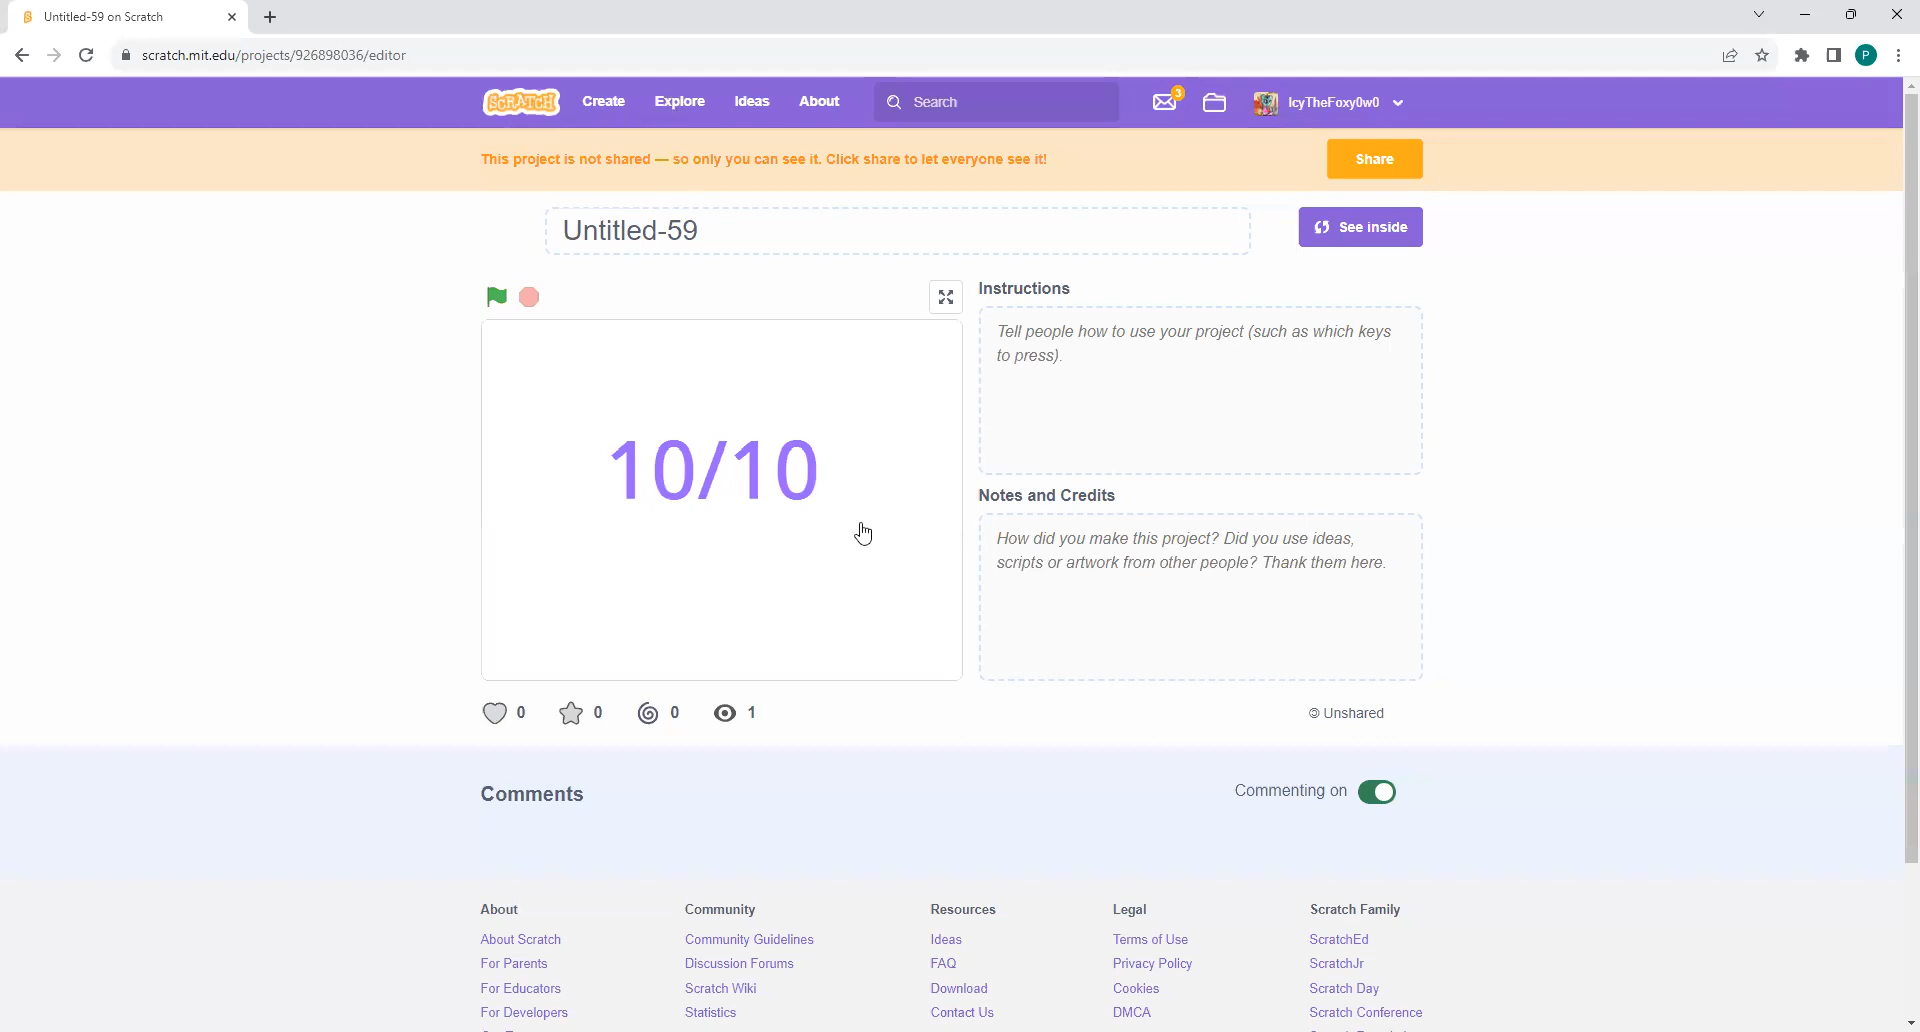 Untitled-59 on Scratch
scratch.mit.edu/projects/926898036/editor
P
SCRATCH
Create
Explore
Ideas
About
Search
3
IcyTheFoxy0w0
This project is not shared — so only you can see it. Click share to let everyone see it!
Share
Untitled-59
See inside
Instructions
Tell people how to use your project (such as which keys
to press).
10/10
Notes and Credits
How did you make this project? Did you use ideas,
scripts or artwork from other people? Thank them here.
0
0
0
1
© Unshared
Comments
Commenting on
About
Community
Resources
Legal
Scratch Family
About Scratch
Community Guidelines
Ideas
Terms of Use
ScratchEd
For Parents
Discussion Forums
FAQ
Privacy Policy
ScratchJr
For Educators
Scratch Wiki
Download
Cookies
Scratch Day
For Developers
Statistics
Contact Us
DMCA
Scratch Conference